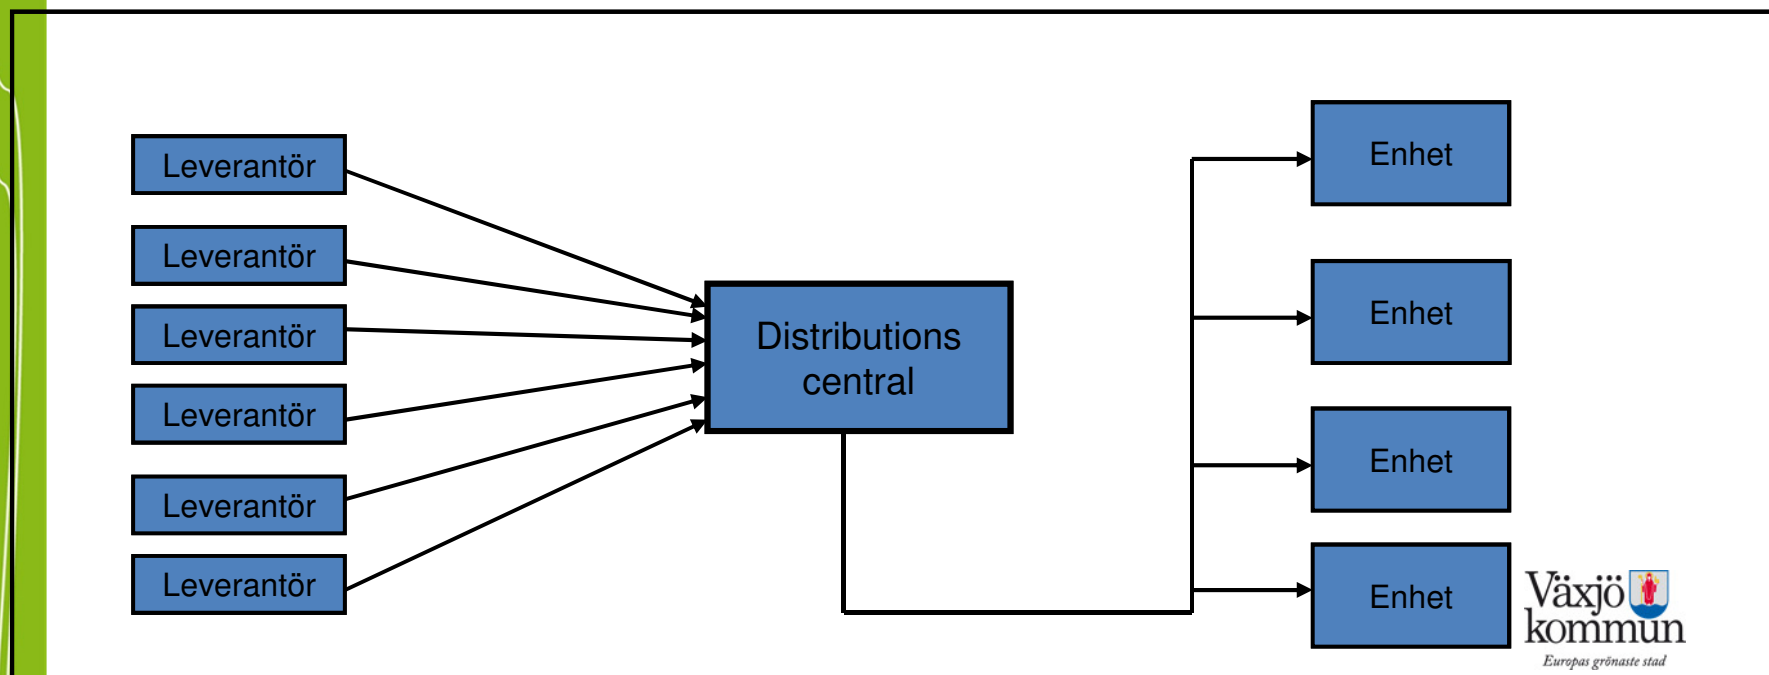 Leverantör
Leverantör
Leverantör
Leverantör
Leverantör
Leverantör
Distributions
central
Enhet
Enhet
Enhet
Enhet
Växjö
kommun
Europas grönaste stad